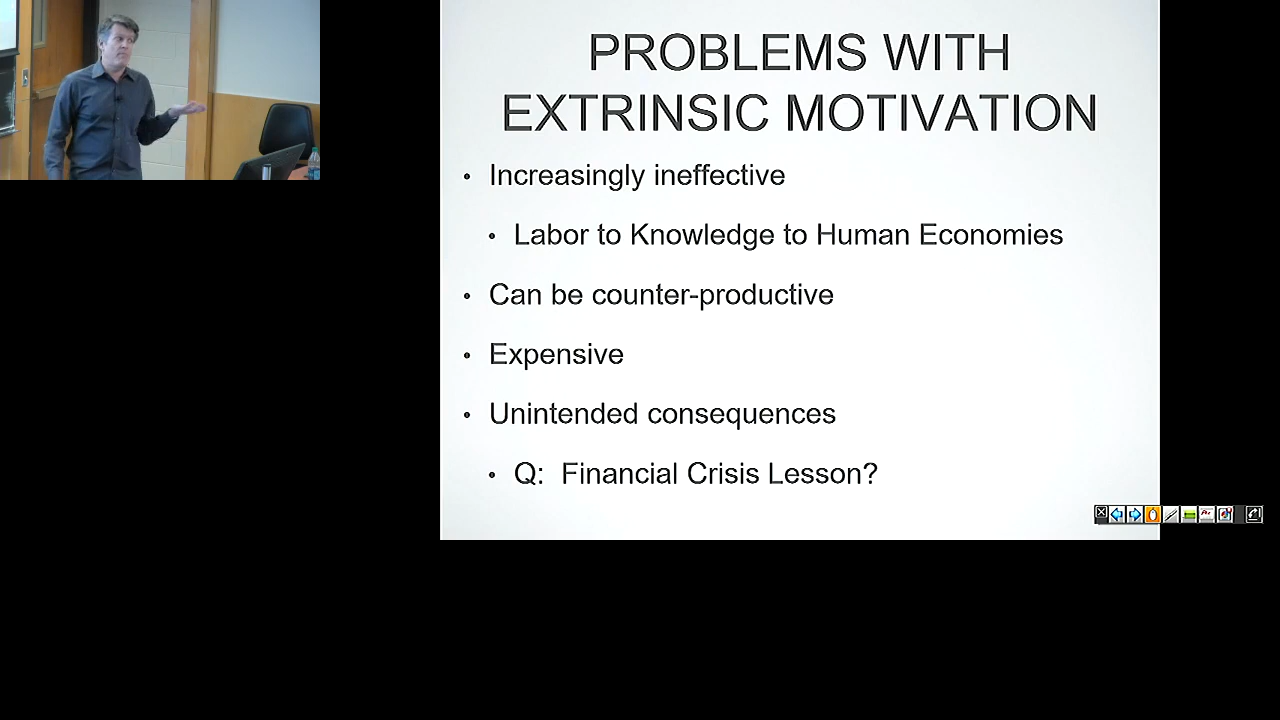 PROBLEMS WITH
EXTRINSIC MOTIVATION
• Increasingly ineffective
• Labor to Knowledge to Human Economies
• Can be counter-productive
• Expensive
• Unintended consequences
• Q: Financial Crisis Lesson?